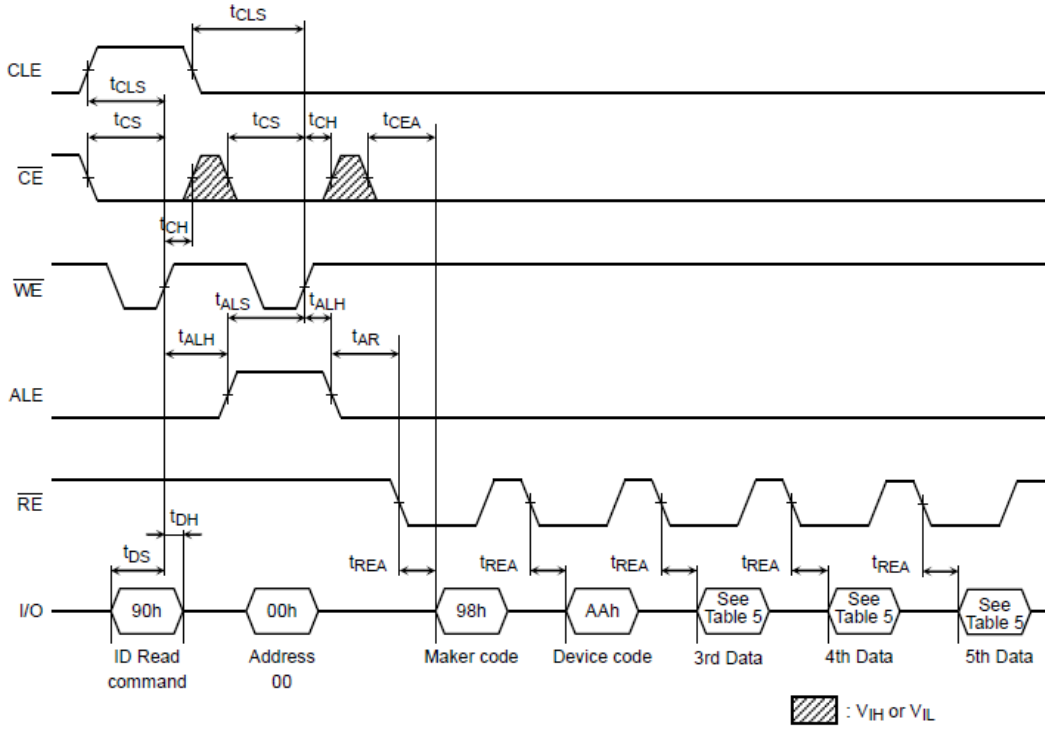 tCLS
CLE
tCLS
tCS
tCS
tCH
tCEA
CE
tCH
WE
tALS
tALH
tALH
tAR
ALE
RE
tDH
tDS
tREA
tREA
tREA
tREA
tREA
I/O
90h
00h
98h
AAh
See
Table 5
See
Table 5
See
Table 5
ID Read
command
Address
00
Maker code
Device code
3rd Data
4th Data
5th Data
: VIH or VIL